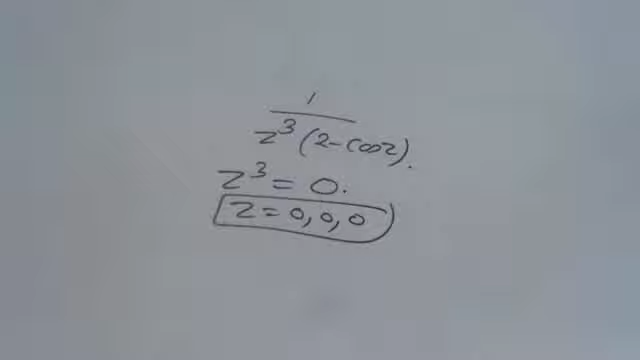 1
z³(2-cosz).
z³ = 0.
z = 0,0,0